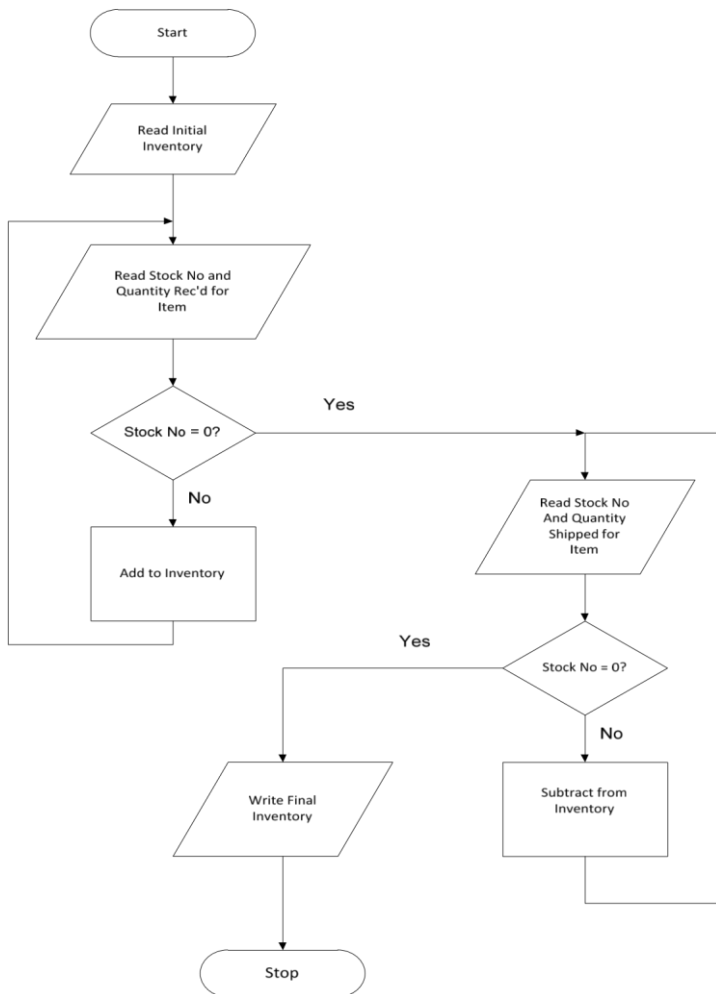 Start
Read Initial
Inventory
Read Stock No and
Quantity Rec'd for
Item
Yes
Stock No = 0?
No
Add to Inventory
Read Stock No
And Quantity
Shipped for
Item
Yes
Stock No = 0?
No
Write Final
Inventory
Subtract from
Inventory
Stop